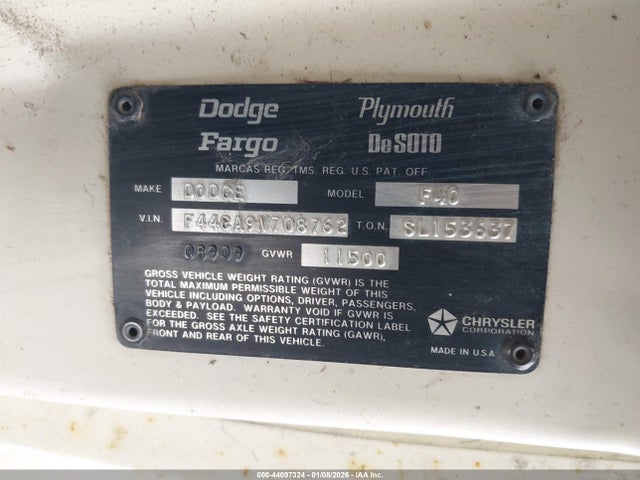 Dodge Plymouth
Fargo DeSOTO
MARCAS REG. TMS. REG. U.S. PAT. OFF.
MAKE DODGE MODEL F40
V.I.N. F44CA9V708762 T.O.N. SL153637
08909 GVWR 11500
GROSS VEHICLE WEIGHT RATING (GVWR) IS THE
TOTAL MAXIMUM PERMISSIBLE WEIGHT OF THIS
VEHICLE INCLUDING OPTIONS, DRIVER, PASSENGERS,
BODY & PAYLOAD. WARRANTY VOID IF GVWR IS
EXCEEDED. SEE THE SAFETY CERTIFICATION LABEL
FOR THE GROSS AXLE WEIGHT RATING (GAWR),
FRONT AND REAR OF THIS VEHICLE.
CHRYSLER
CORPORATION
MADE IN U.S.A.
000-44097324 | 01/08/2026 - IAA Inc.